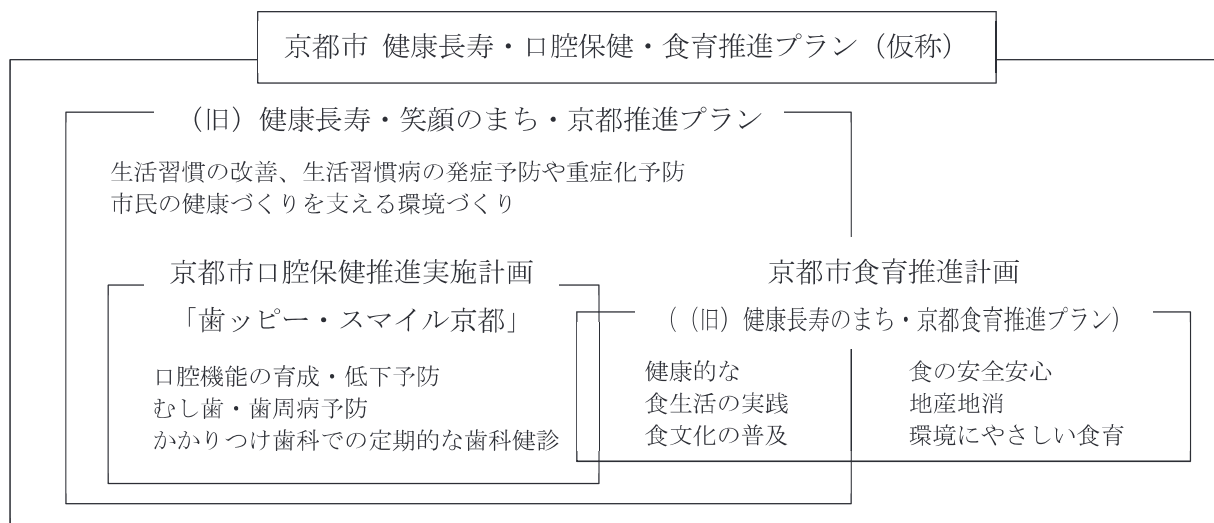 京都市 健康長寿・口腔保健・食育推進プラン（仮称）
（旧）健康長寿・笑顔のまち・京都推進プラン
生活習慣の改善、生活習慣病の発症予防や重症化予防
市民の健康づくりを支える環境づくり
京都市口腔保健推進実施計画
「歯ッピー・スマイル京都」
口腔機能の育成・低下予防
むし歯・歯周病予防
かかりつけ歯科での定期的な歯科健診
京都市食育推進計画
（（旧）健康長寿のまち・京都食育推進プラン）
健康的な
食生活の実践
食文化の普及
食の安全安心
地産地消
環境にやさしい食育